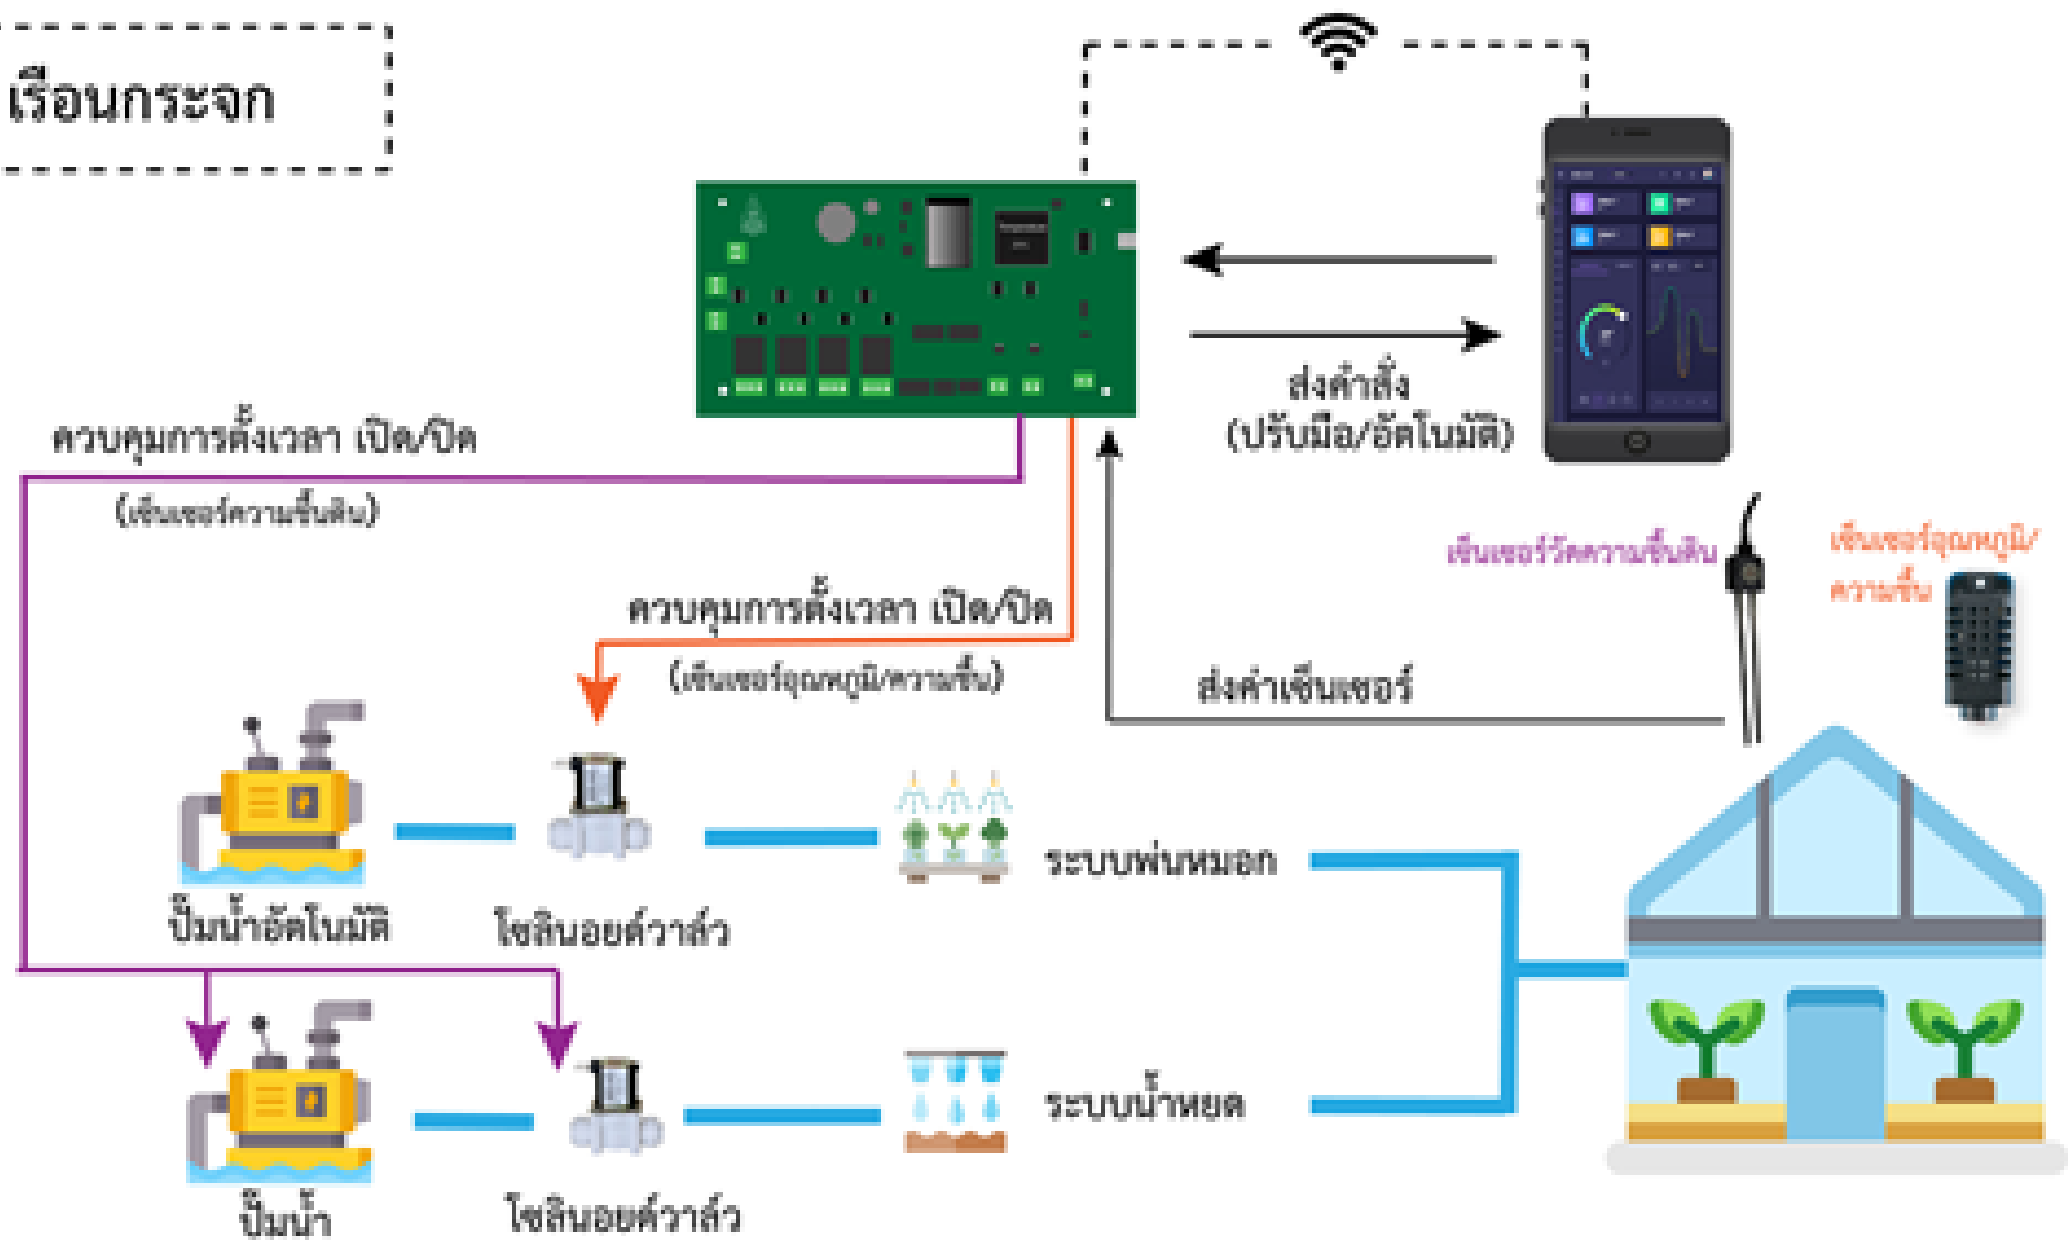 เรือนกระจก
ส่งคำสั่ง
(ปรับมือ/อัตโนมัติ)
ควบคุมการตั้งเวลา เปิด/ปิด
(เซ็นเซอร์ความชื้นดิน)
เซ็นเซอร์วัดความชื้นดิน
เซ็นเซอร์อุณหภูมิ/
ความชื้น
ควบคุมการตั้งเวลา เปิด/ปิด
(เซ็นเซอร์อุณหภูมิ/ความชื้น)
ส่งค่าเซ็นเซอร์
ระบบพ่นหมอก
ปั๊มน้ำอัตโนมัติ
โซลินอยด์วาล์ว
ระบบน้ำหยด
ปั๊มน้ำ
โซลินอยด์วาล์ว